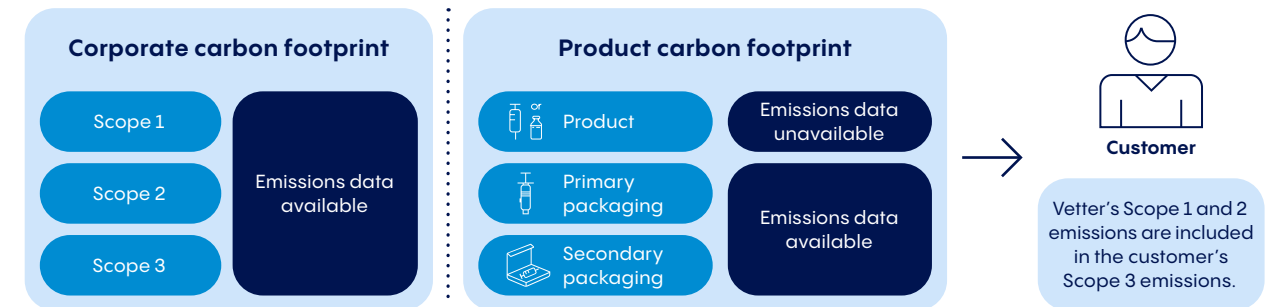 Corporate carbon footprint
Scope 1
Scope 2
Scope 3
Emissions data
available
Product carbon footprint
or
Product
Emissions data
unavailable
Primary
packaging
Secondary
packaging
Emissions data
available
Customer
Vetter's Scope 1 and 2
emissions are included
in the customer's
Scope 3 emissions.